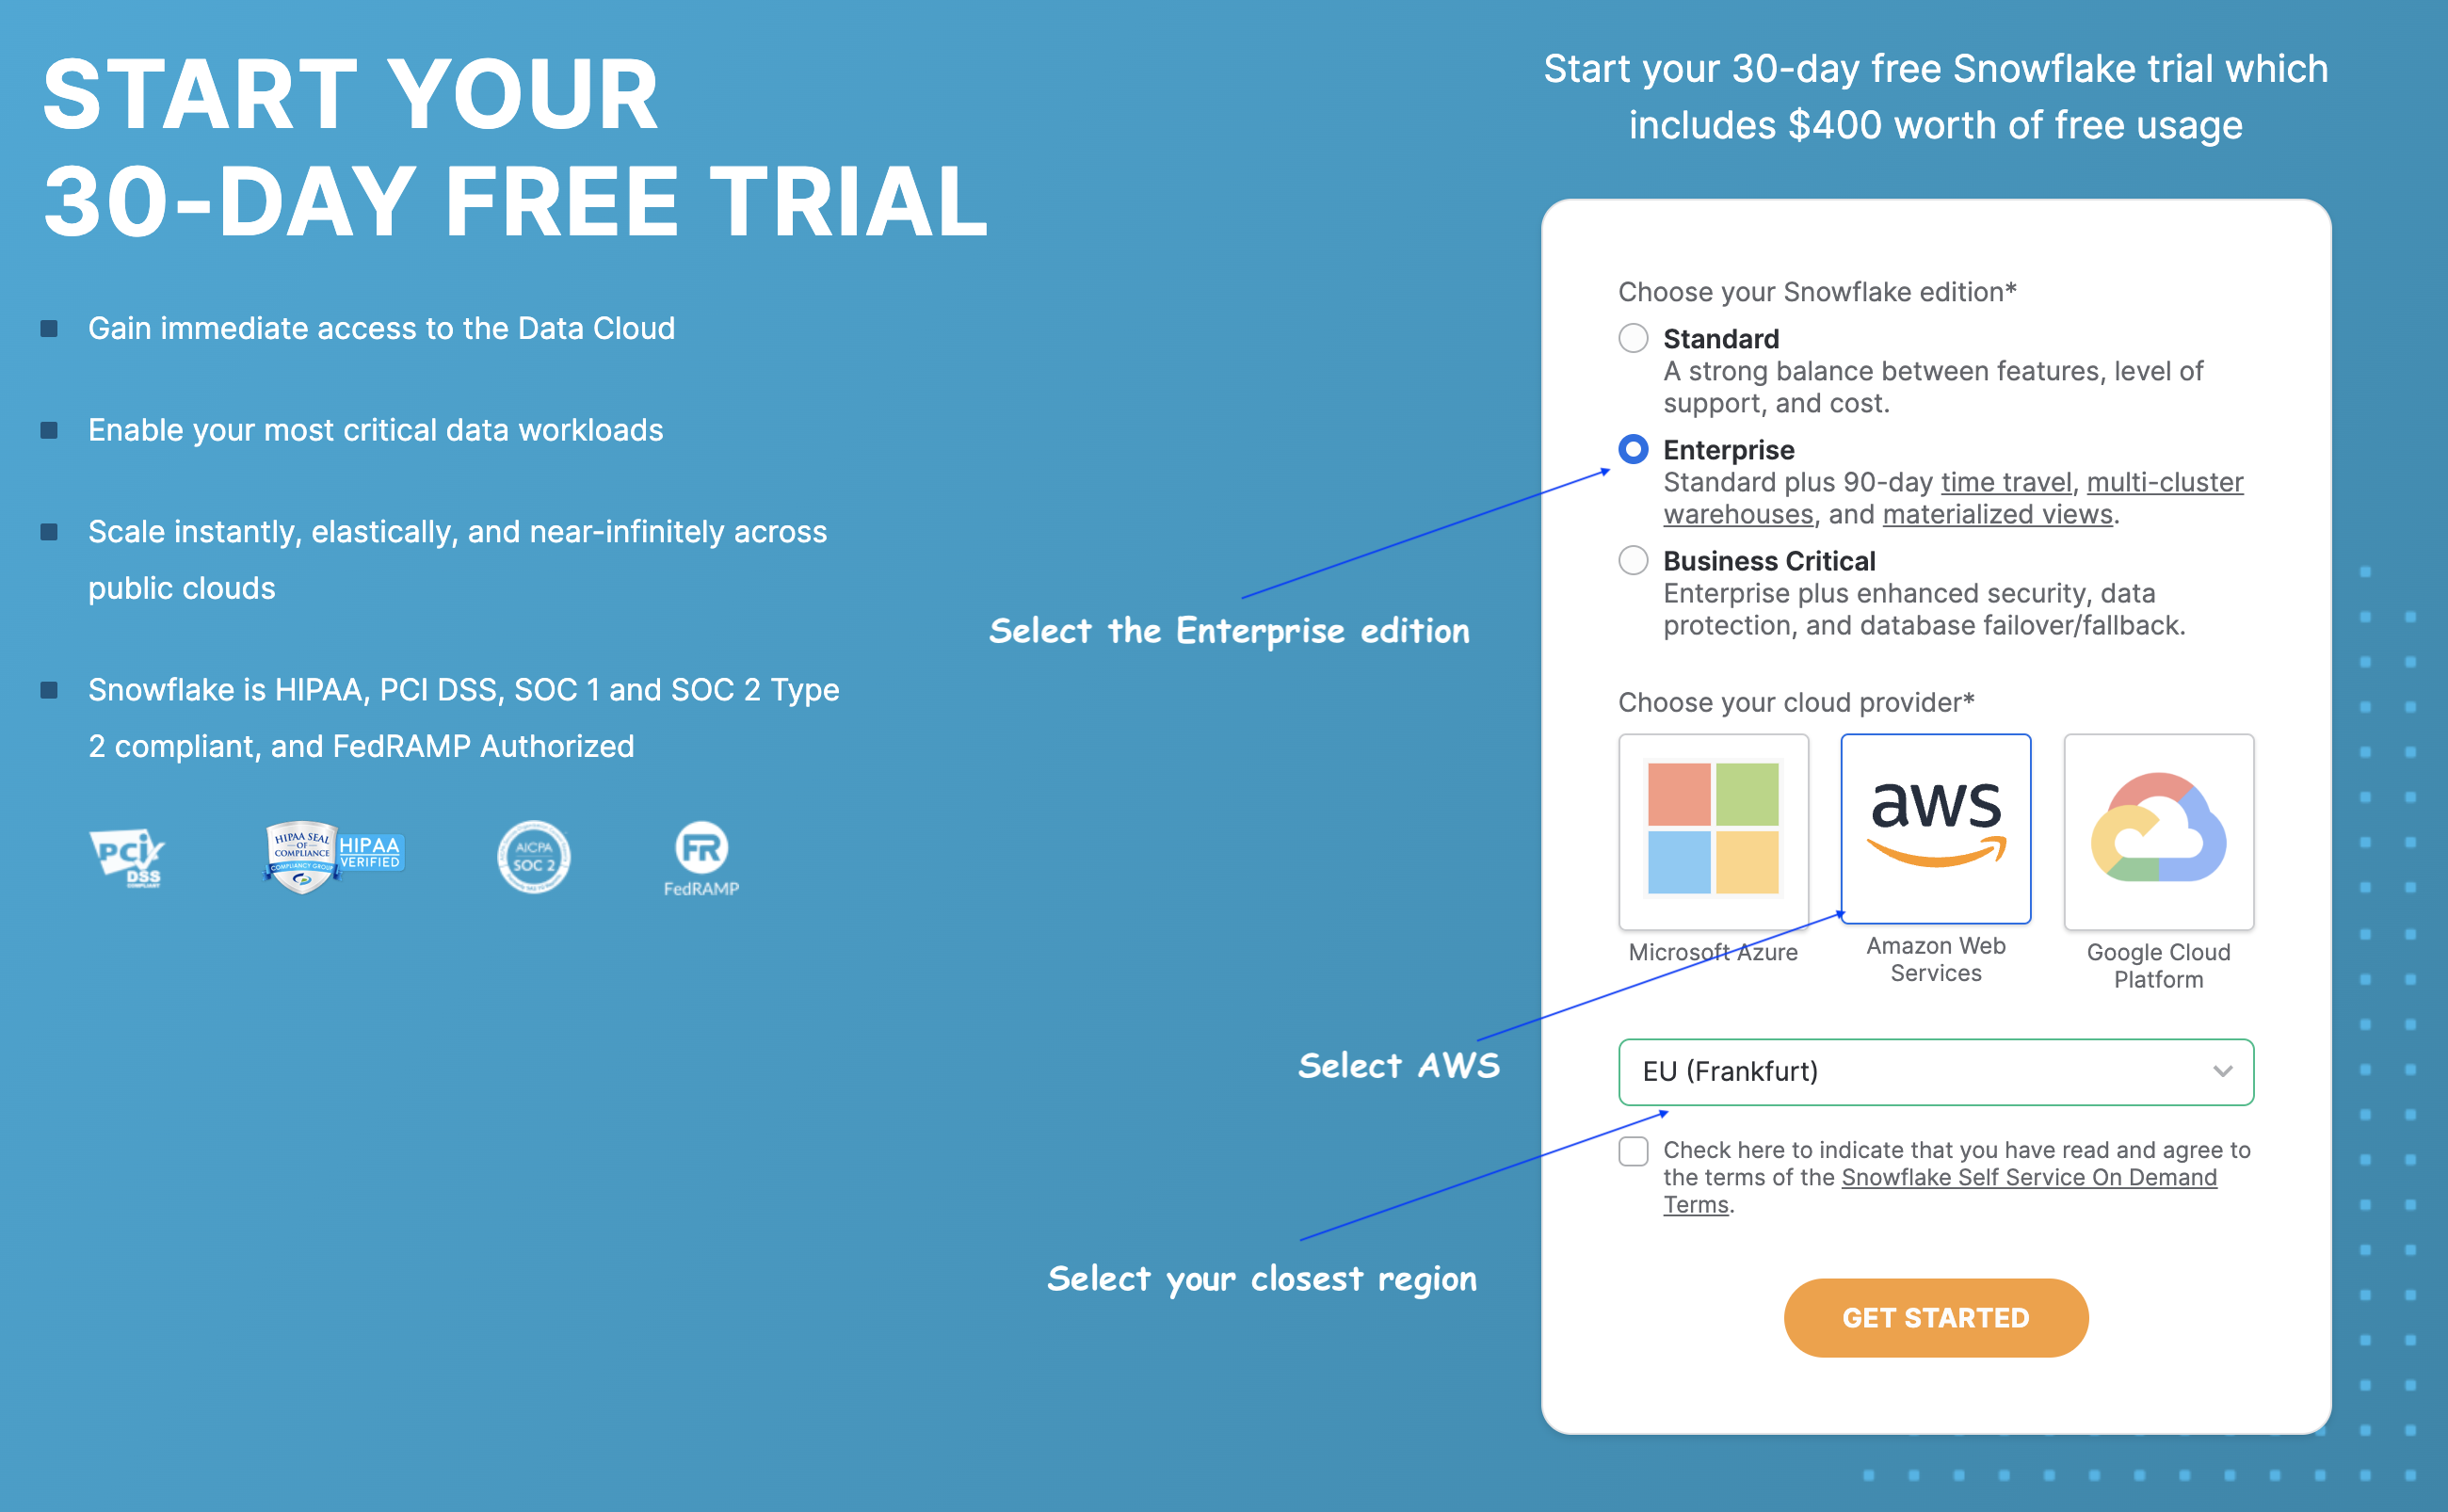 START YOUR
30-DAY FREE TRIAL
Gain immediate access to the Data Cloud
Enable your most critical data workloads
Scale instantly, elastically, and near-infinitely across
public clouds
Snowflake is HIPAA, PCI DSS, SOC 1 and SOC 2 Type
2 compliant, and FedRAMP Authorized
PCI
DSS
COMPLIANT
HIPAA SEAL
OF
COMPLIANCE
COMPLIANCY GROUP
HIPAA
VERIFIED
AICPA
SOC 2
FR
FedRAMP
Select the Enterprise edition
Select AWS
Select your closest region
Start your 30-day free Snowflake trial which
includes $400 worth of free usage
Choose your Snowflake edition*
Standard
A strong balance between features, level of
support, and cost.
Enterprise
Standard plus 90-day time travel, multi-cluster
warehouses, and materialized views.
Business Critical
Enterprise plus enhanced security, data
protection, and database failover/fallback.
Choose your cloud provider*
aws
Microsoft Azure
Amazon Web
Services
Google Cloud
Platform
EU (Frankfurt)
Check here to indicate that you have read and agree to
the terms of the Snowflake Self Service On Demand
Terms.
GET STARTED